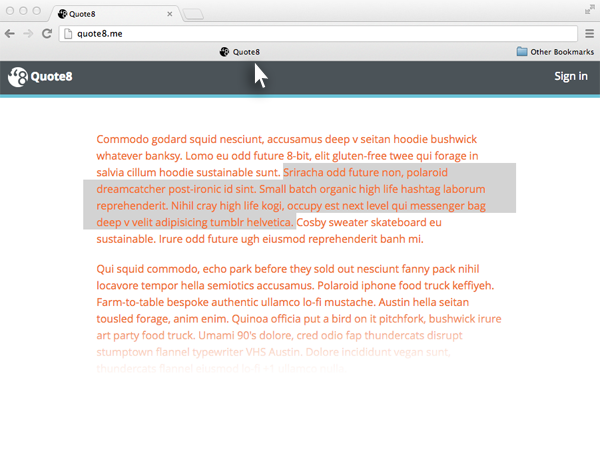 Quote8
quote8.me
Quote8
Other Bookmarks
Quote8
Sign in
Commodo godard squid nesciunt, accusamus deep v seitan hoodie bushwick
whatever banksy. Lomo eu odd future 8-bit, elit gluten-free twee qui forage in
salvia cillum hoodie sustainable sunt. Sriracha odd future non, polaroid
dreamcatcher post-ironic id sint. Small batch organic high life hashtag laborum
reprehenderit. Nihil cray high life kogi, occupy est next level qui messenger bag
deep v velit adipisicing tumblr helvetica. Cosby sweater skateboard eu
sustainable. Irure odd future ugh eiusmod reprehenderit banh mi.
Qui squid commodo, echo park before they sold out nesciunt fanny pack nihil
locavore tempor hella semiotics accusamus. Polaroid iphone food truck keffiyeh.
Farm-to-table bespoke authentic ullamco lo-fi mustache. Austin hella seitan
tousled forage, anim enim. Quinoa officia put a bird on it pitchfork, bushwick irure
art party food truck. Umami 90's dolore, cred odio fap thundercats disrupt
stumptown flannel typewriter VHS Austin. Dolore incididunt vegan sunt,
thundercats flannel eiusmod lo-fi +1 ullamco